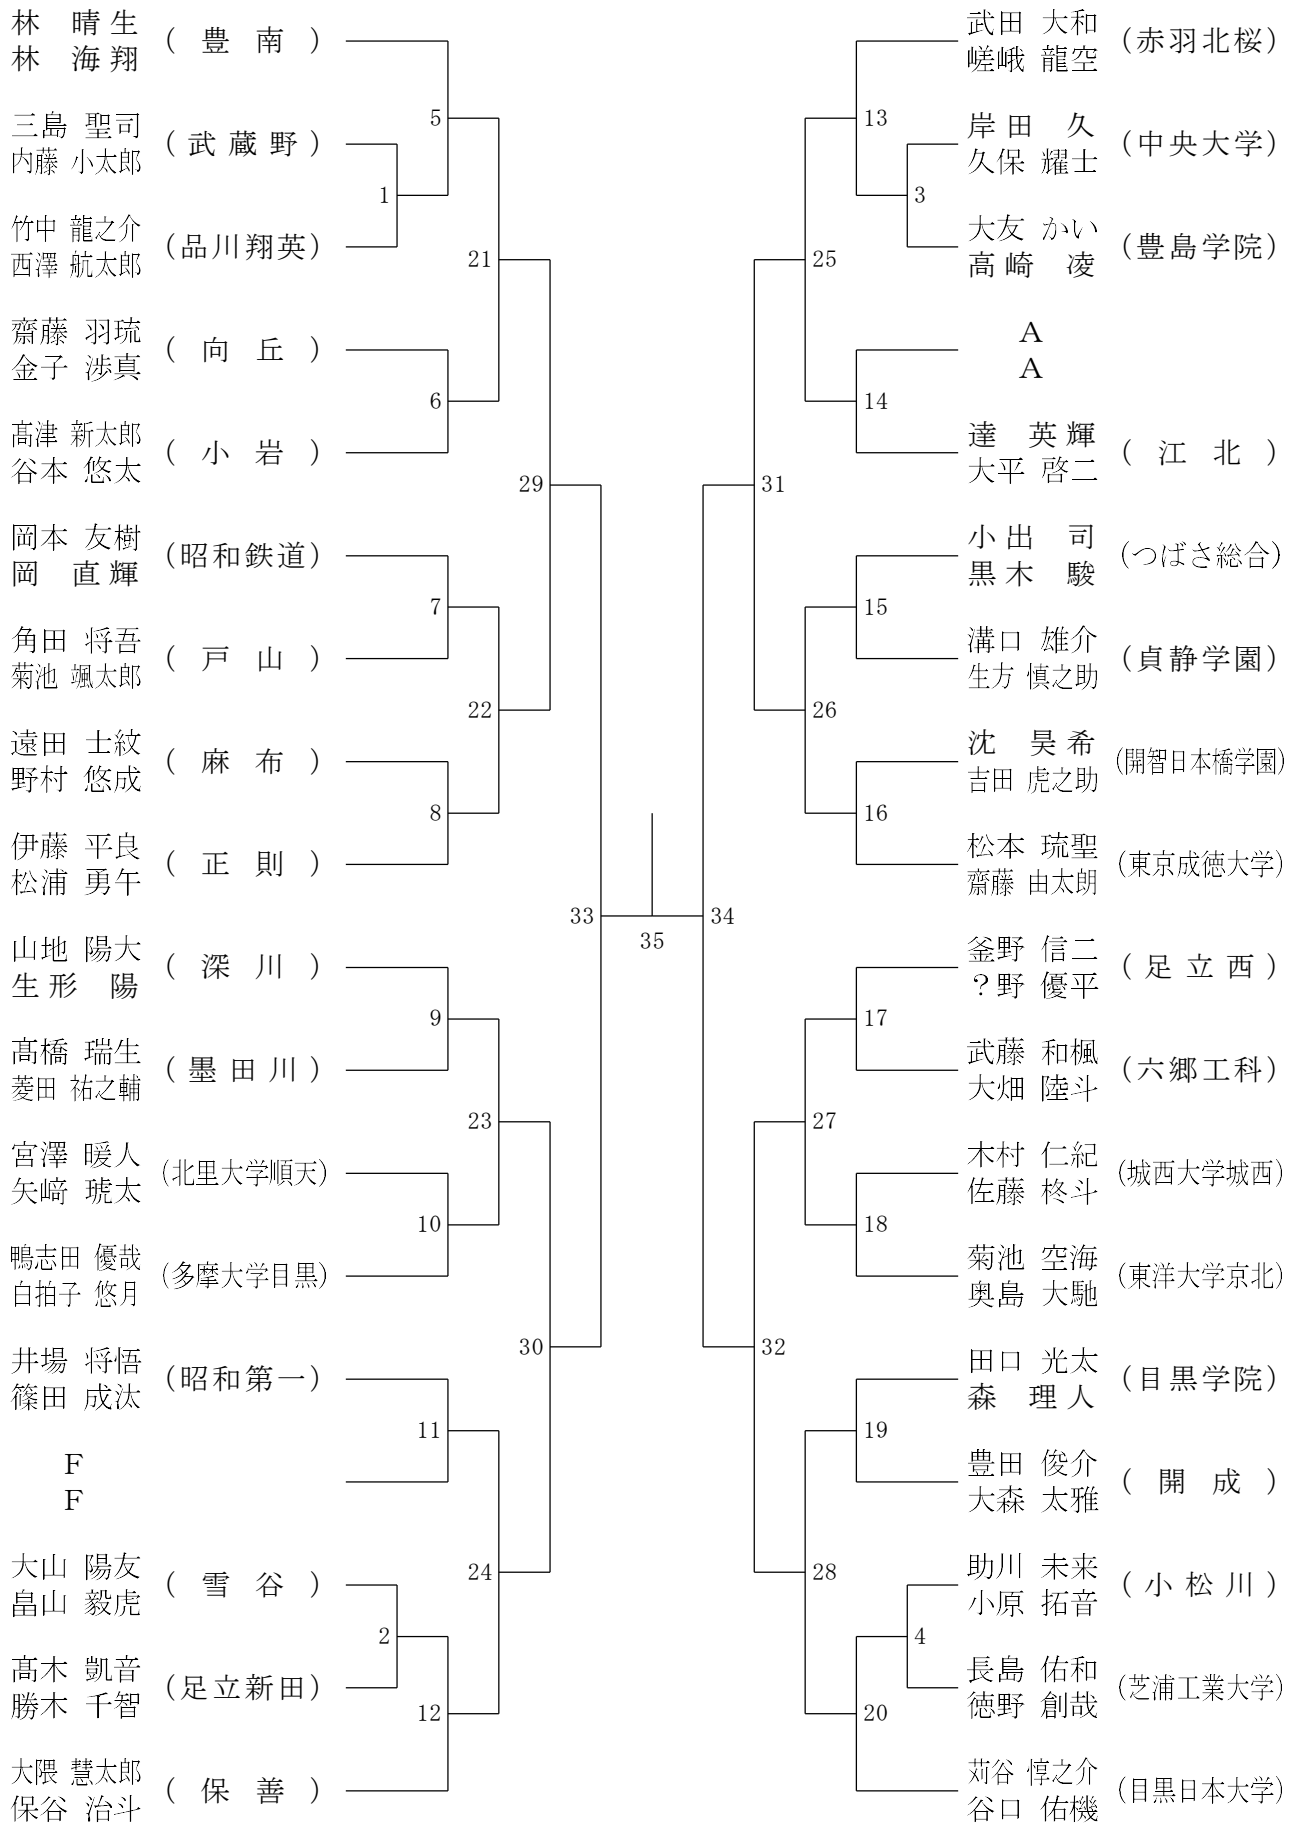 林 晴生
林 海翔
(豊南)
三島 聖司
内藤 小太郎
(武蔵野)
竹中 龍之介
西澤 航太郎
(品川翔英)
齋藤 羽琉
金子 渉真
(向丘)
髙津 新太郎
谷本 悠太
(小岩)
岡本 友樹
岡 直輝
(昭和鉄道)
角田 将吾
菊池 颯太郎
(戸山)
遠田 士紋
野村 悠成
(麻布)
伊藤 平良
松浦 勇午
(正則)
山地 陽大
生形 陽
(深川)
髙橋 瑞生
菱田 祐之輔
(墨田川)
宮澤 暖人
矢﨑 琥太
(北里大学順天)
鴨志田 優哉
白拍子 悠月
(多摩大学目黒)
井場 将悟
篠田 成汰
(昭和第一)
F
F
大山 陽友
畠山 毅虎
(雪谷)
髙木 凱音
勝木 千智
(足立新田)
大隈 慧太郎
保谷 治斗
(保善)
1
2
5
6
7
8
9
10
11
12
21
22
23
24
29
30
33
35
34
31
32
25
26
27
28
13
14
15
16
17
18
19
20
3
4
武田 大和
嵯峨 龍空
(赤羽北桜)
岸田 久
久保 耀士
(中央大学)
大友 かい
高崎 凌
(豊島学院)
A
A
達 英輝
大平 啓二
(江北)
小出 司
黒木 駿
(つばさ総合)
溝口 雄介
生方 慎之助
(貞静学園)
沈 昊希
吉田 虎之助
(開智日本橋学園)
松本 琉聖
齋藤 由太朗
(東京成徳大学)
釜野 信二
?野 優平
(足立西)
武藤 和楓
大畑 陸斗
(六郷工科)
木村 仁紀
佐藤 柊斗
(城西大学城西)
菊池 空海
奥島 大馳
(東洋大学京北)
田口 光太
森 理人
(目黒学院)
豊田 俊介
大森 太雅
(開成)
助川 未来
小原 拓音
(小松川)
長島 佑和
徳野 創哉
(芝浦工業大学)
苅谷 惇之介
谷口 佑機
(目黒日本大学)